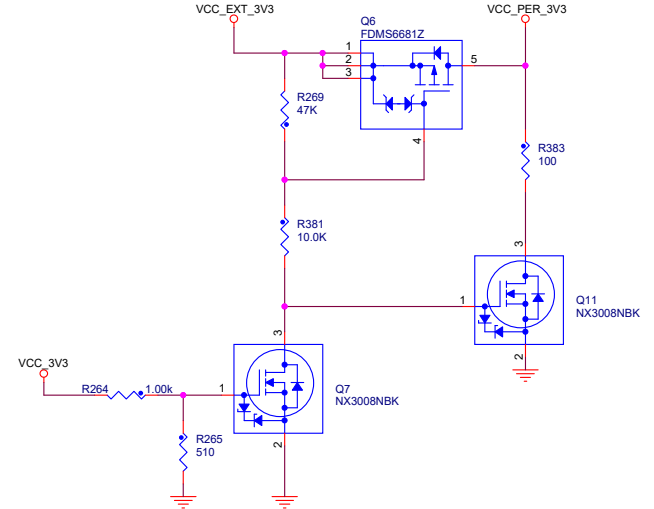 VCC_EXT_3V3
VCC_PER_3V3
Q6
FDMS6681Z
1
2
3
5
4
R269
47K
R383
100
R381
10.0K
3
1
Q11
NX3008NBK
2
3
VCC_3V3
R264
1.00k
1
Q7
NX3008NBK
2
R265
510